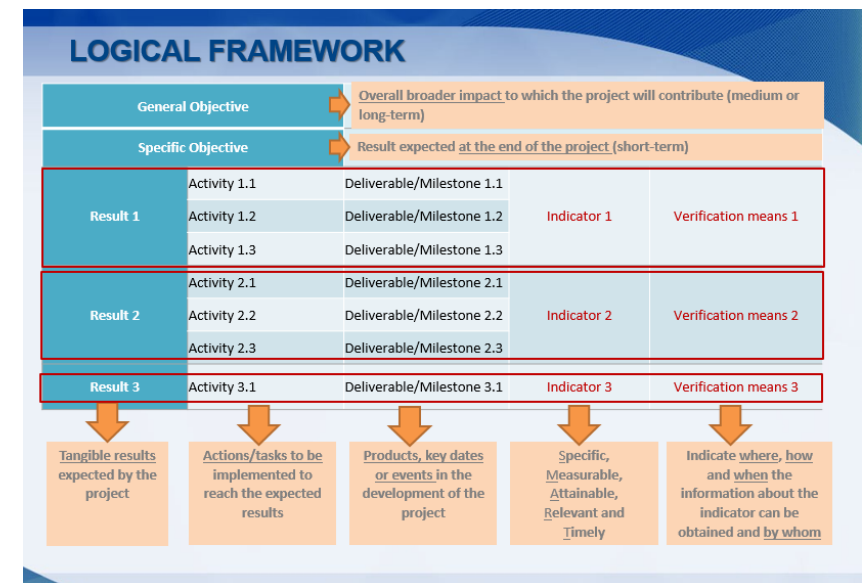 LOGICAL FRAMEWORK
General Objective
Overall broader impact to which the project will contribute (medium or
long-term)
Specific Objective
Result expected at the end of the project (short-term)
Result 1
Activity 1.1
Deliverable/Milestone 1.1
Activity 1.2
Deliverable/Milestone 1.2
Activity 1.3
Deliverable/Milestone 1.3
Indicator 1
Verification means 1
Result 2
Activity 2.1
Deliverable/Milestone 2.1
Activity 2.2
Deliverable/Milestone 2.2
Activity 2.3
Deliverable/Milestone 2.3
Indicator 2
Verification means 2
Result 3
Activity 3.1
Deliverable/Milestone 3.1
Indicator 3
Verification means 3
Tangible results
expected by the
project
Actions/tasks to be
implemented to
reach the expected
results
Products, key dates
or events in the
development of the
project
Specific,
Measurable,
Attainable,
Relevant and
Timely
Indicate where, how
and when the
information about the
indicator can be
obtained and by whom